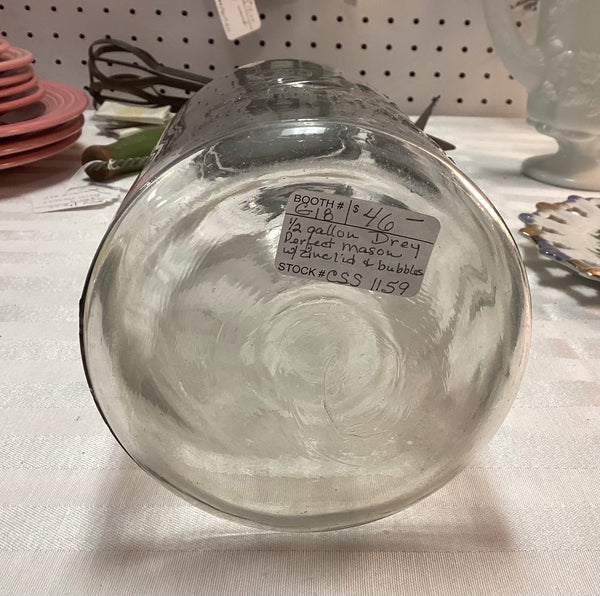 BOOTH # $ 46 —
G18
1/2 gallon Drey
Perfect mason
w/ zinc lid & bubbles
STOCK # CSS 1159